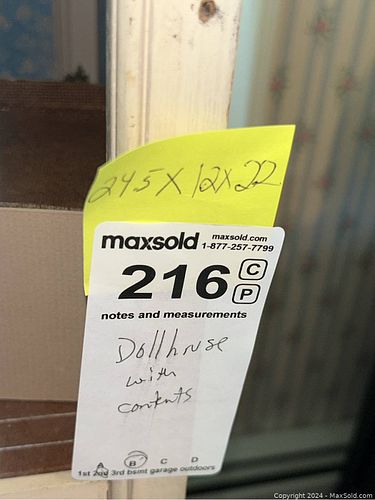 24.5 X 12 X 22
maxsold maxsold.com
1-877-257-7799
216 C
P
notes and measurements
Dollhouse
with
contents
A B C D
1st 2nd 3rd bsmt garage outdoors
Copyright 2024 - MaxSold.com